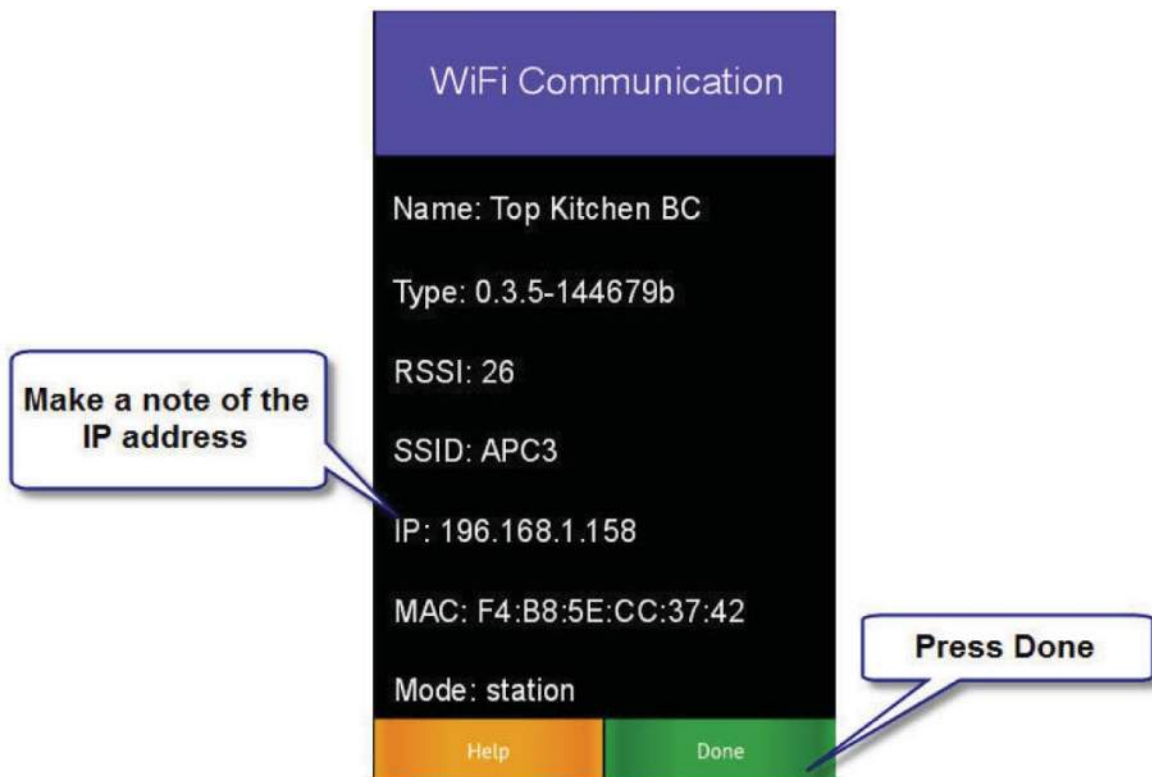 WiFi Communication
Name: Top Kitchen BC
Type: 0.3.5-144679b
RSSI: 26
Make a note of the
IP address
SSID: APC3
IP: 196.168.1.158
MAC: F4:B8:5E:CC:37:42
Press Done
Mode: station
Help
Done